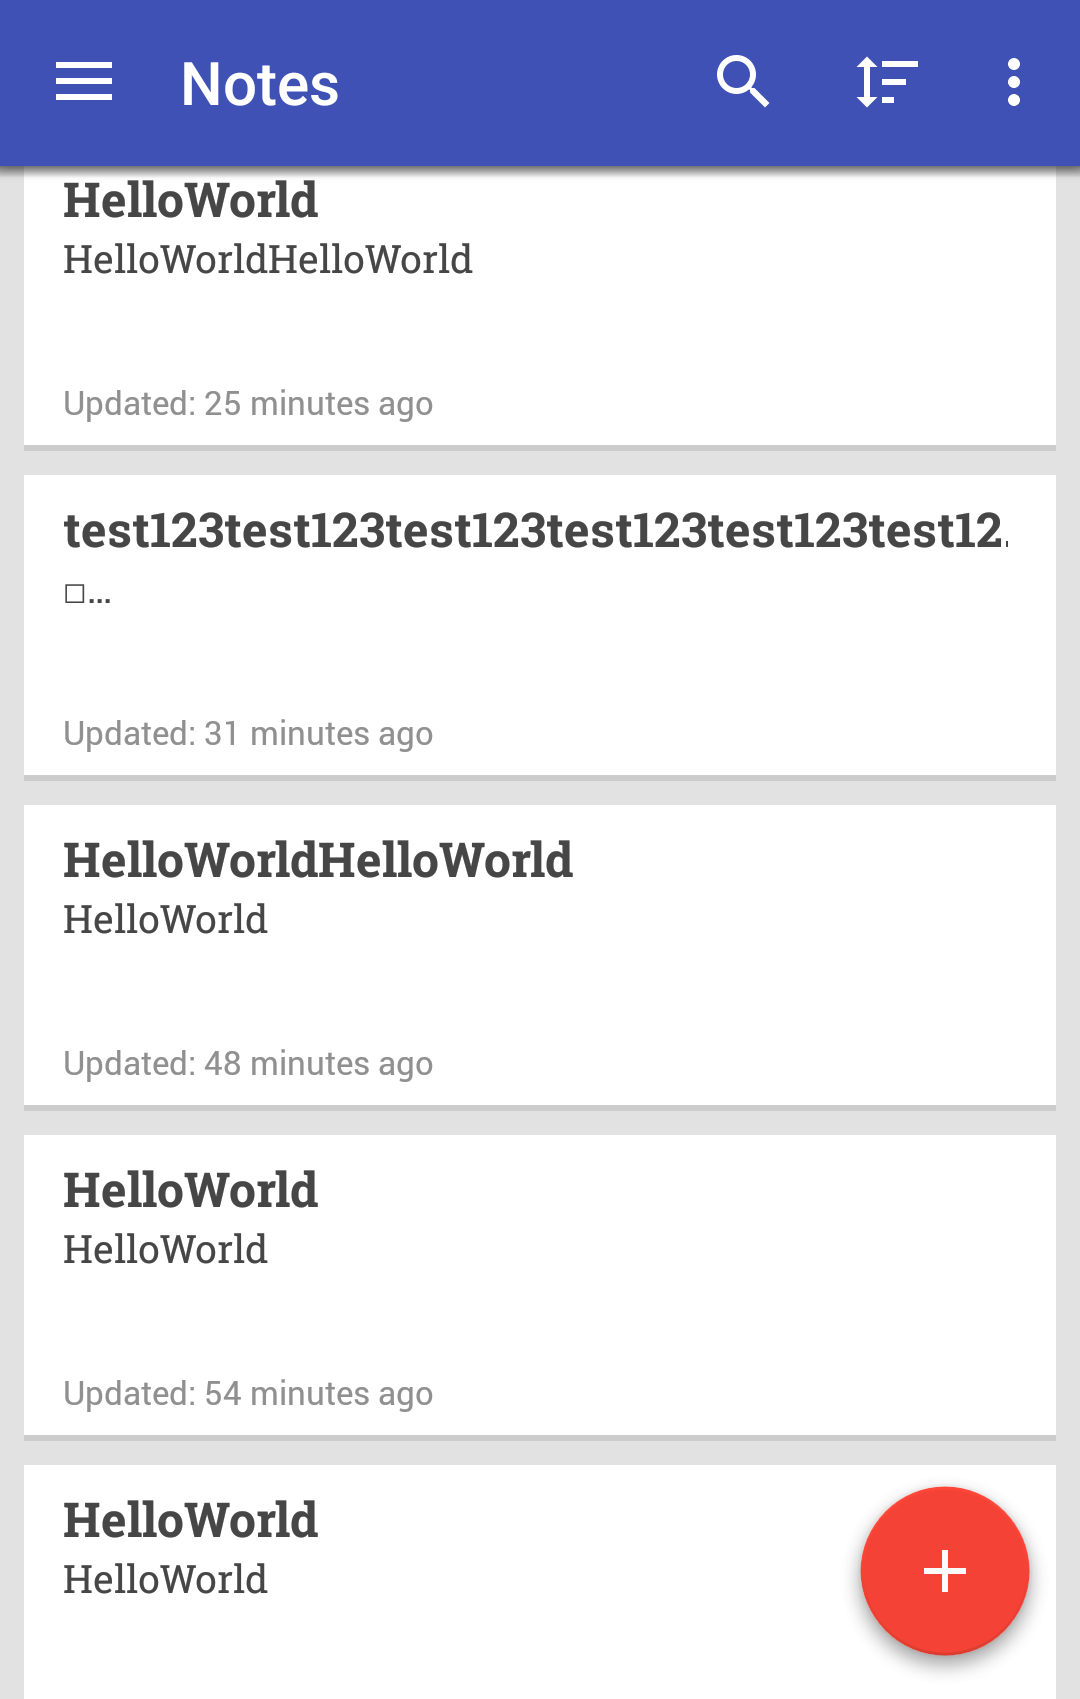 Notes
HelloWorld
HelloWorldHelloWorld
Updated: 25 minutes ago
test123test123test123test123test123test12.
□...
Updated: 31 minutes ago
HelloWorldHelloWorld
HelloWorld
Updated: 48 minutes ago
HelloWorld
HelloWorld
Updated: 54 minutes ago
HelloWorld
HelloWorld